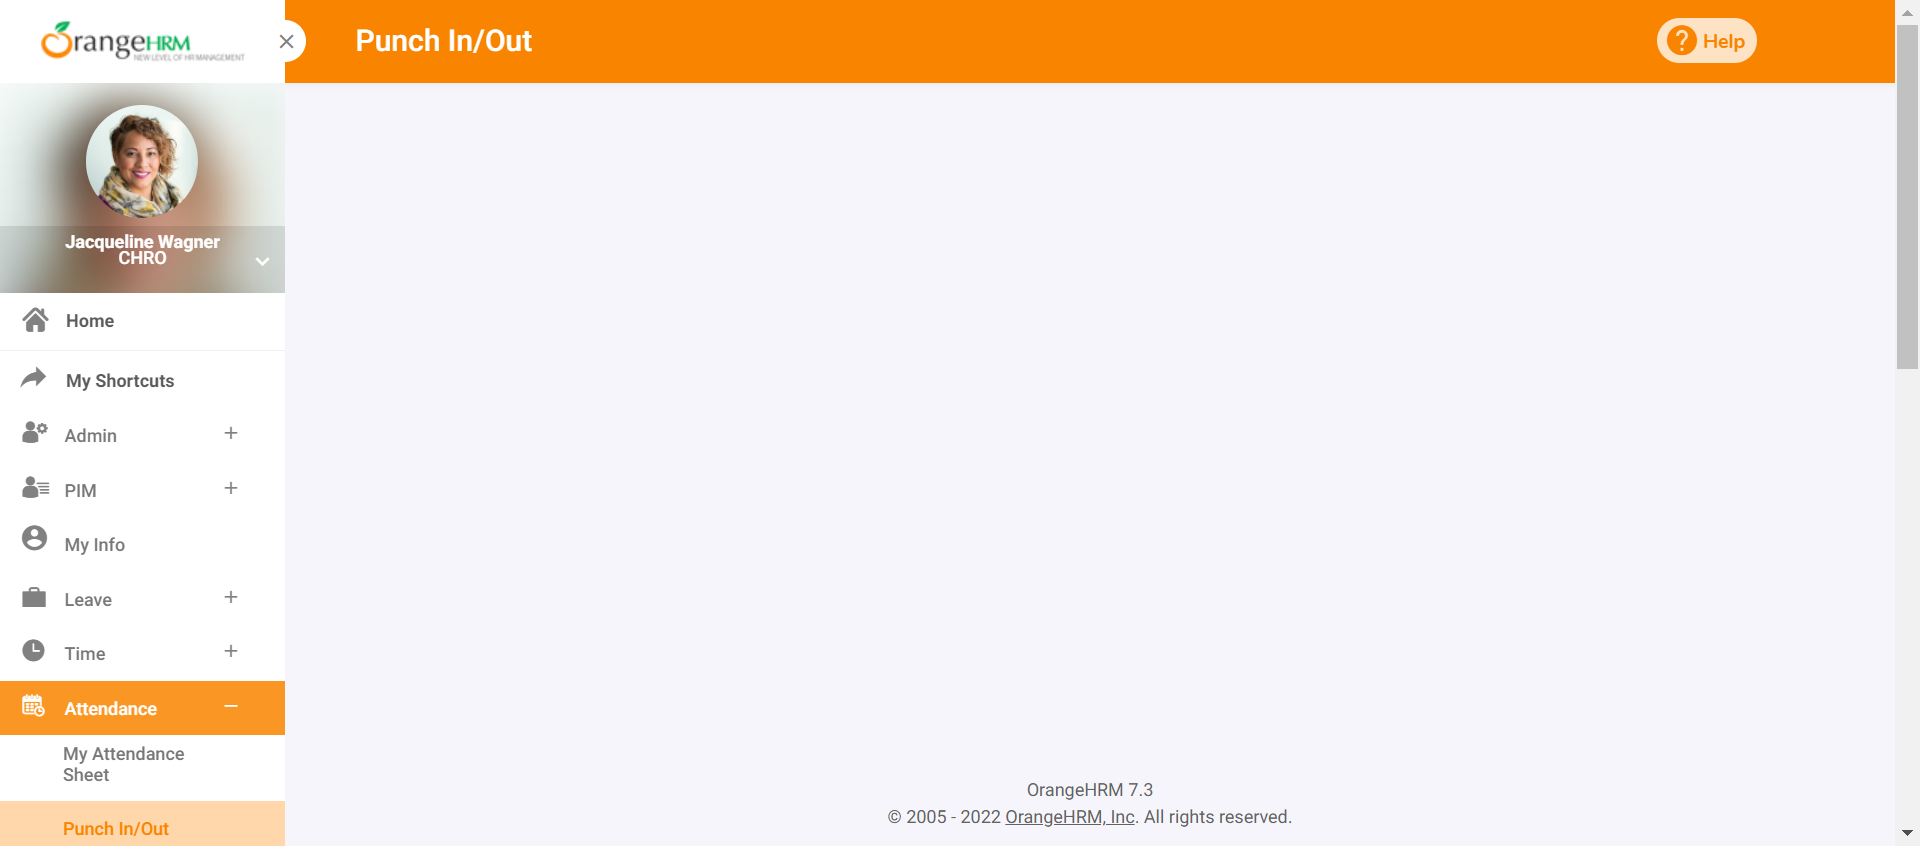 OrangeHRM
NEW LEVEL OF HR MANAGEMENT
Punch In/Out
? Help
Jacqueline Wagner
CHRO
Home
My Shortcuts
Admin
PIM
My Info
Leave
Time
Attendance
My Attendance
Sheet
Punch In/Out
OrangeHRM 7.3
© 2005 - 2022 OrangeHRM, Inc. All rights reserved.